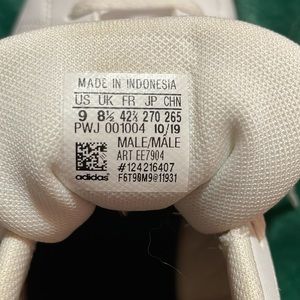 MADE IN INDONESIA
US UK FR JP CHN
9 8½ 42⅔ 270 265
PWJ 001004 10/19
MALE/MALE
ART EE7904
#124216407
adidas F6T90M9@11931